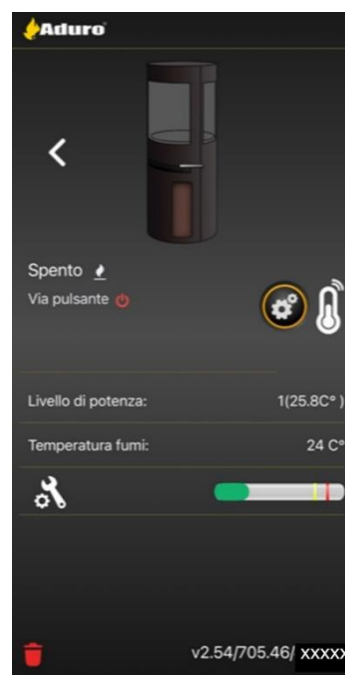 Aduro
Spento
Via pulsante
Livello di potenza: 1(25.8C° )
Temperatura fumi: 24 C°
v2.54/705.46/ XXXXX